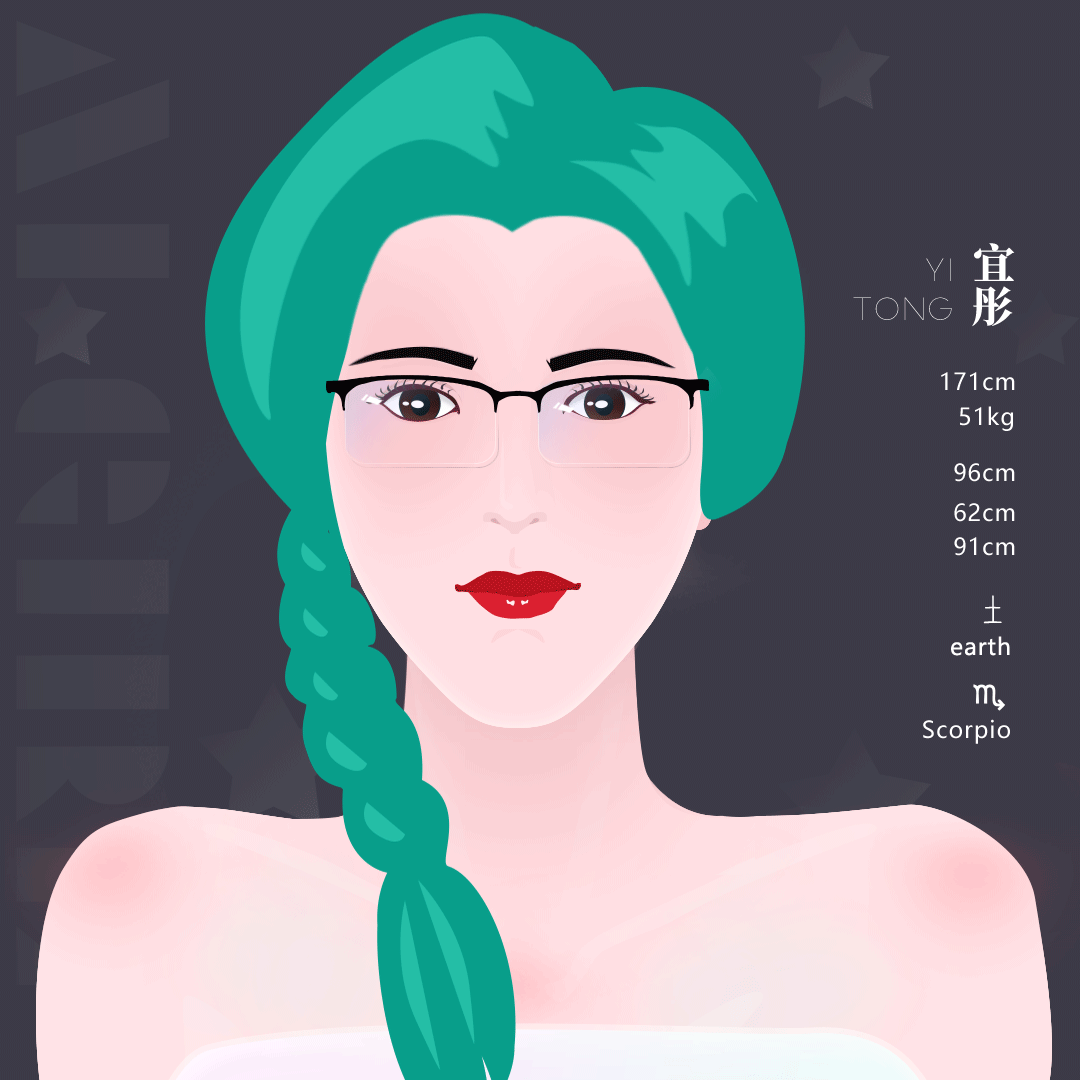 YI
TONG
宜彤
171cm
51kg
96cm
62cm
91cm
土
earth
♏
Scorpio